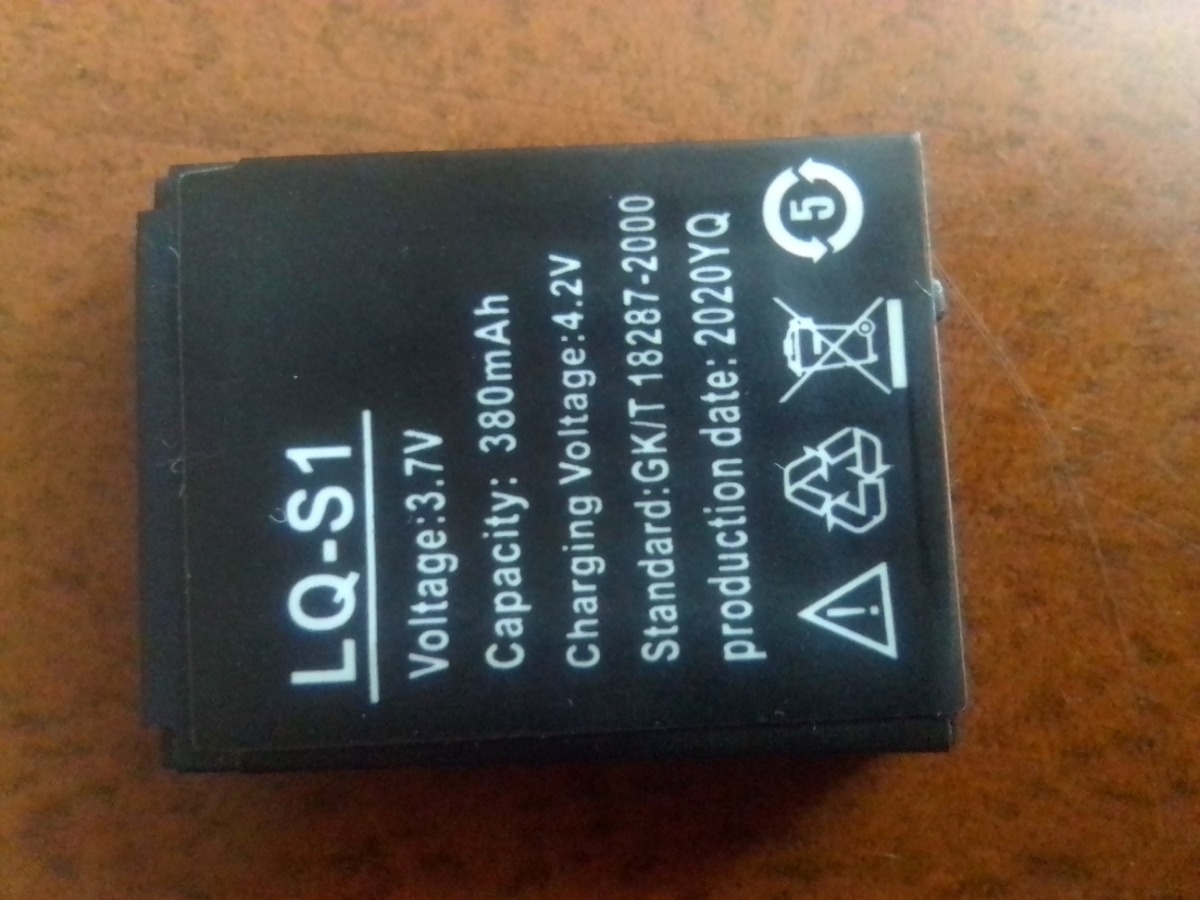 LQ-S1
Voltage:3.7V
Capacity: 380mAh
Charging Voltage:4.2V
Standard:GK/T 18287-2000
production date: 2020YQ
5